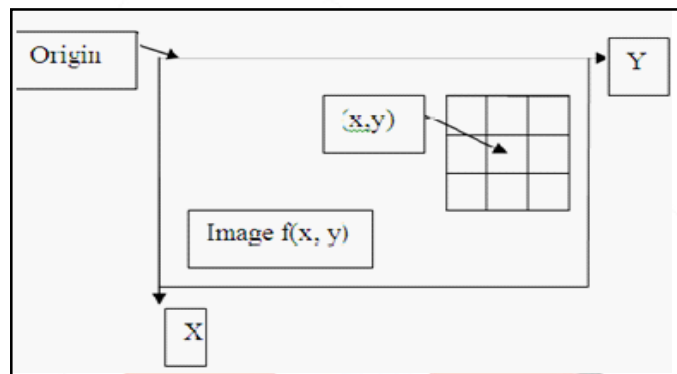 Origin
Y
(x,y)
Image f(x, y)
X